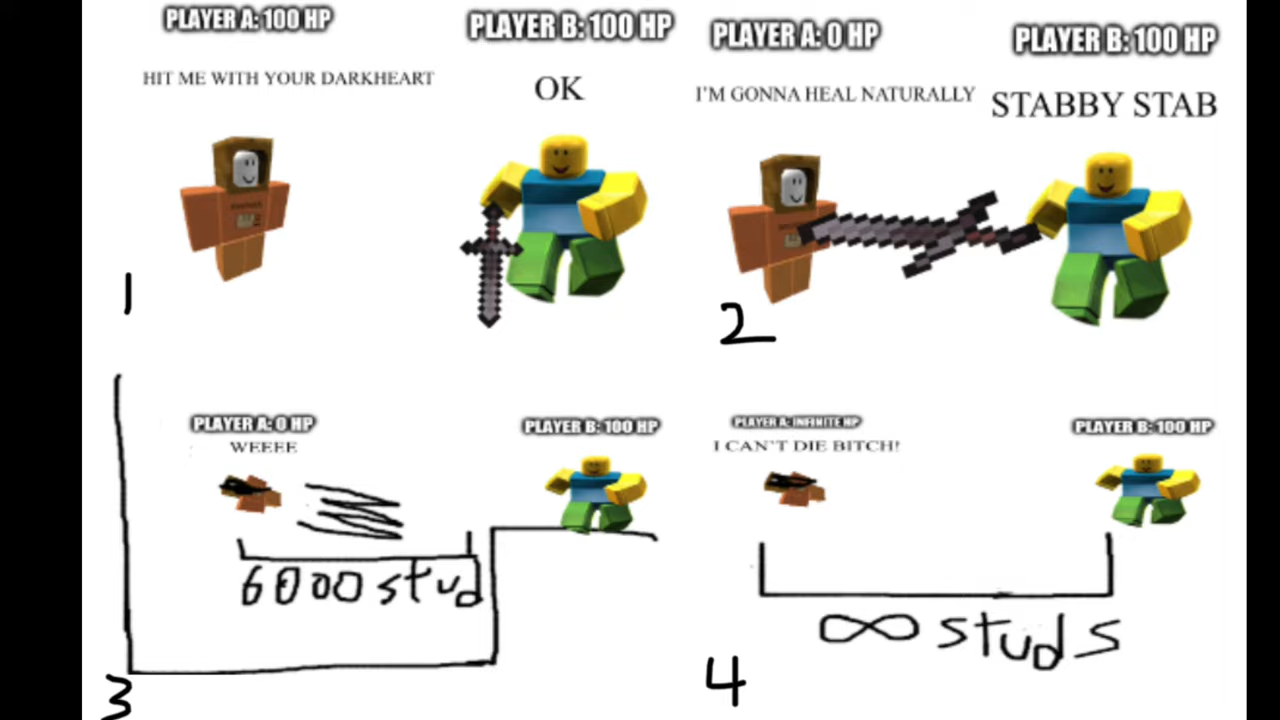 PLAYER A: 100 HP
PLAYER B: 100 HP
HIT ME WITH YOUR DARKHEART
OK
1
PLAYER A: 0 HP
PLAYER B: 100 HP
I'M GONNA HEAL NATURALLY
STABBY STAB
2
PLAYER A: 0 HP
PLAYER B: 100 HP
WEEEE
6000 stud
3
PLAYER A: INFINITE HP
PLAYER B: 100 HP
I CAN'T DIE BITCH!
∞ studs
4